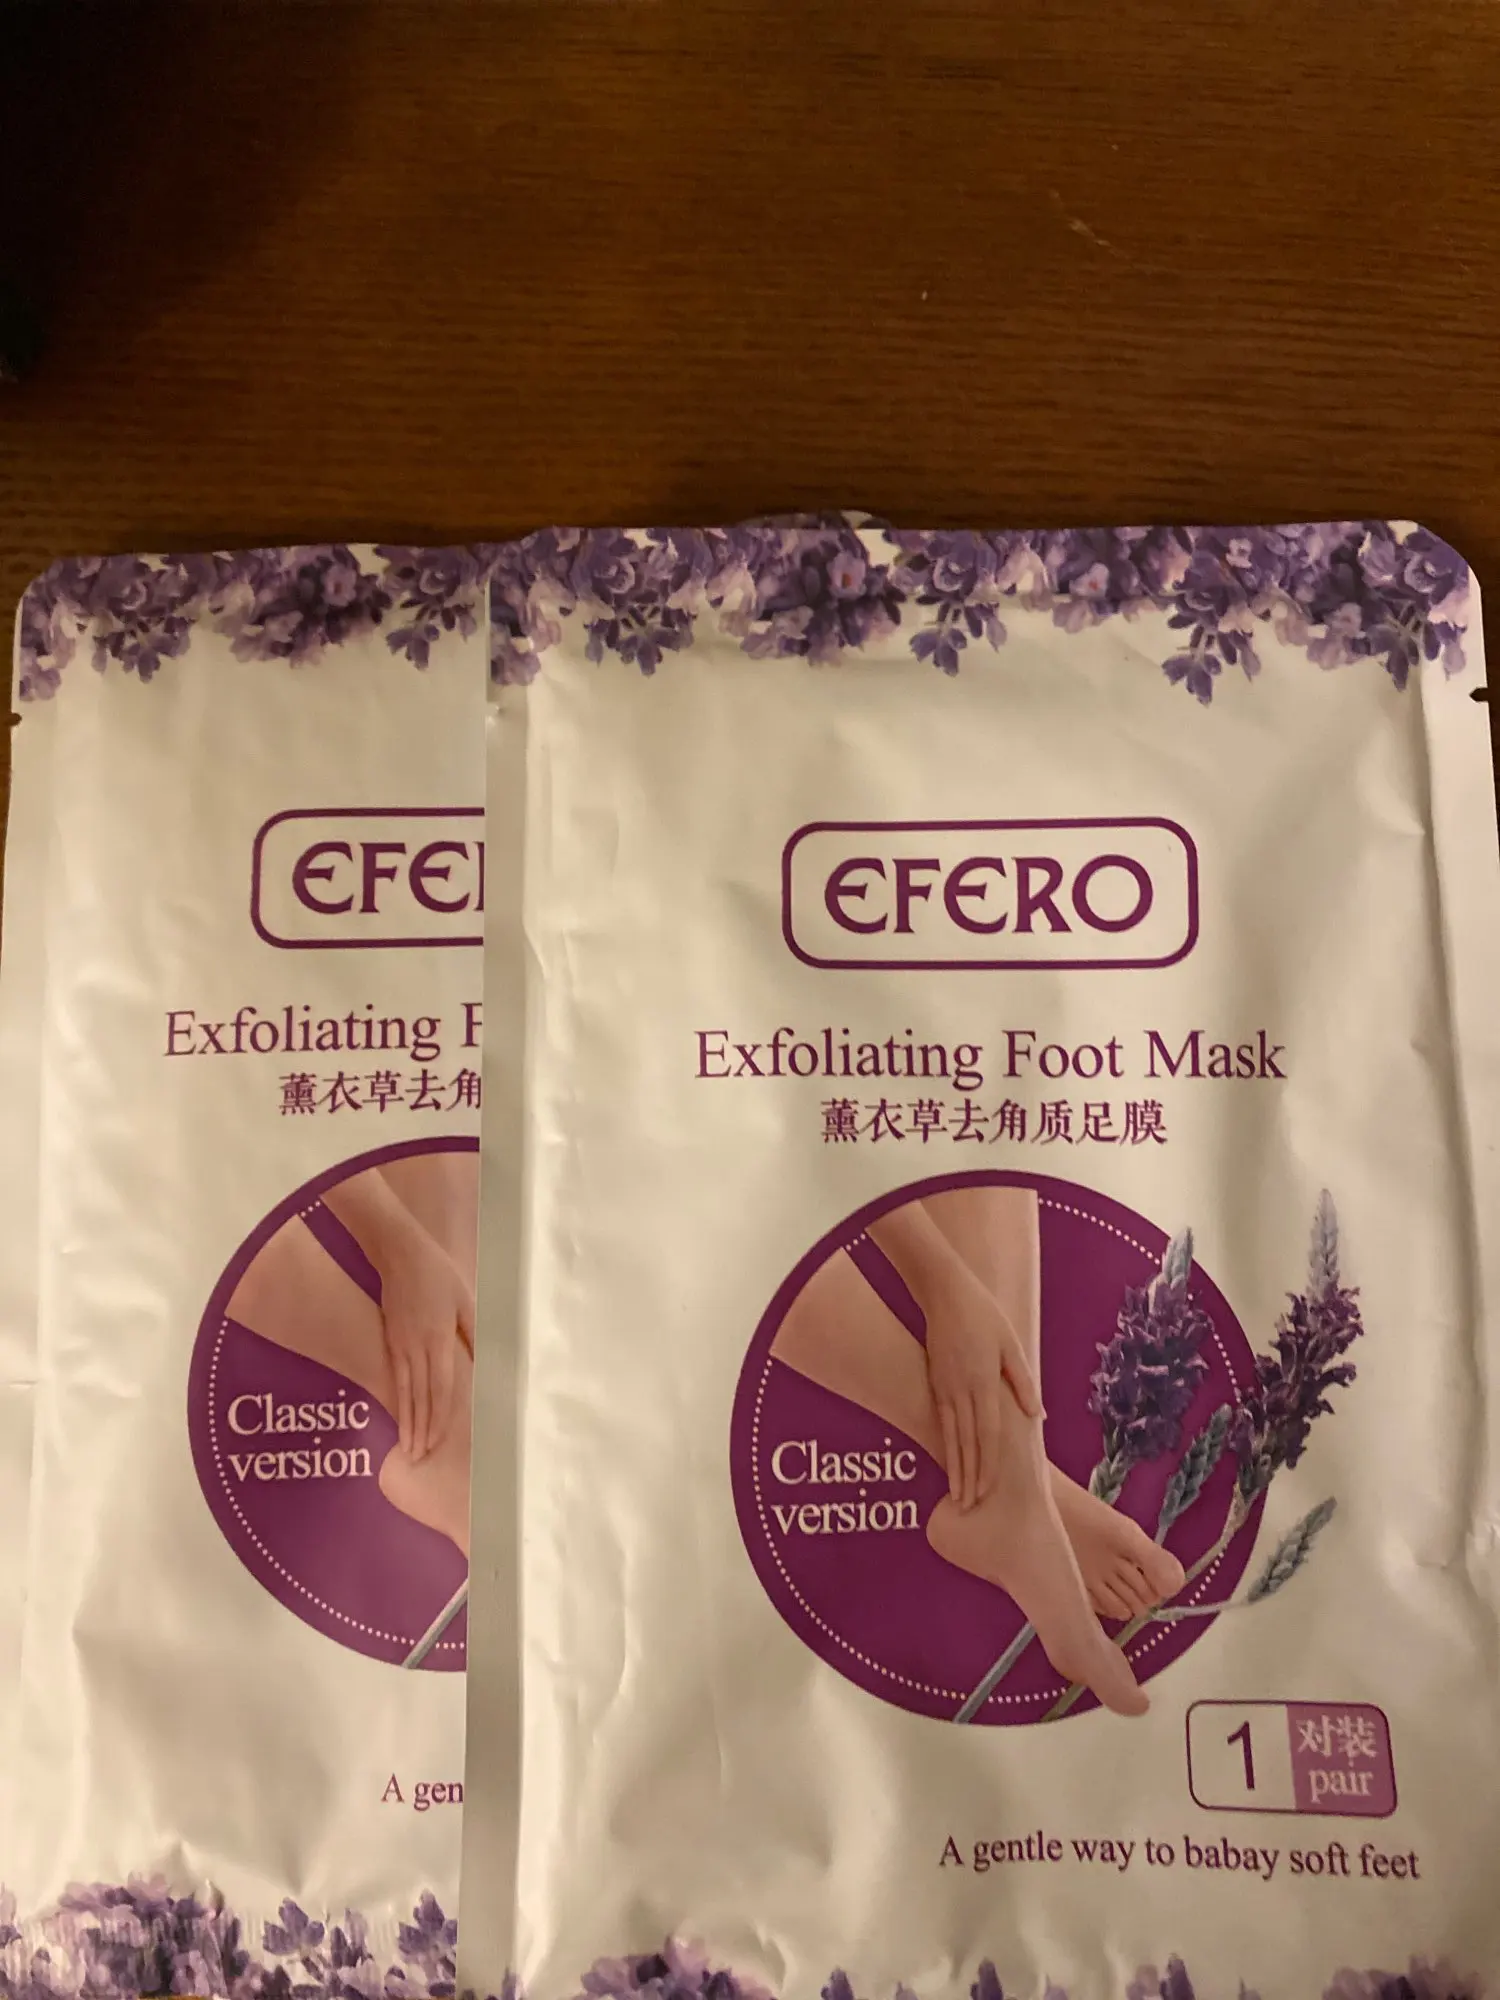 EFE
Exfoliating F
薰衣草去角
Classic
version
A gen
EFERO
Exfoliating Foot Mask
薰衣草去角质足膜
Classic
version
1 对装
pair
A gentle way to babay soft feet